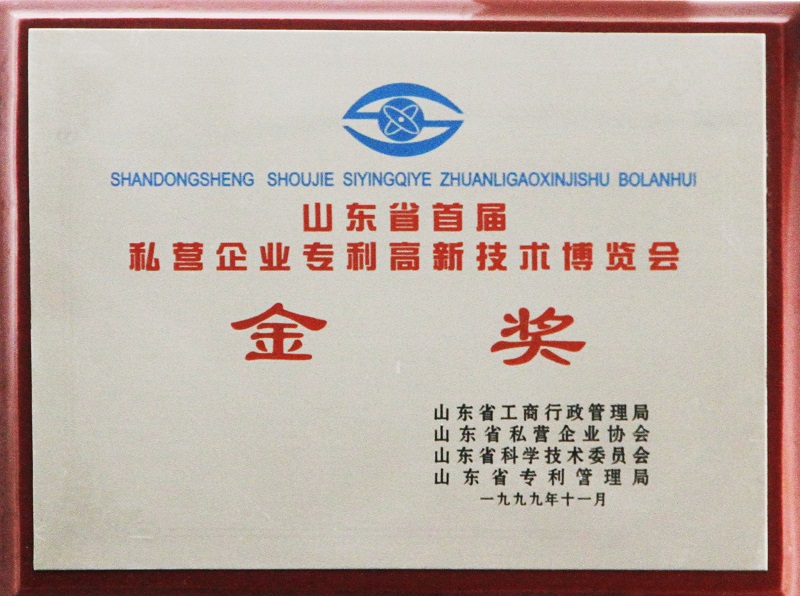 SHANDONGSHENG SHOUJIE SIYINGQIYE ZHUANLIGAOXINJISHU BOLANHUI
山东省首届
私营企业专利高新技术博览会
金 奖
山东省工商行政管理局
山东省私营企业协会
山东省科学技术委员会
山东省专利管理局
一九九九年十一月